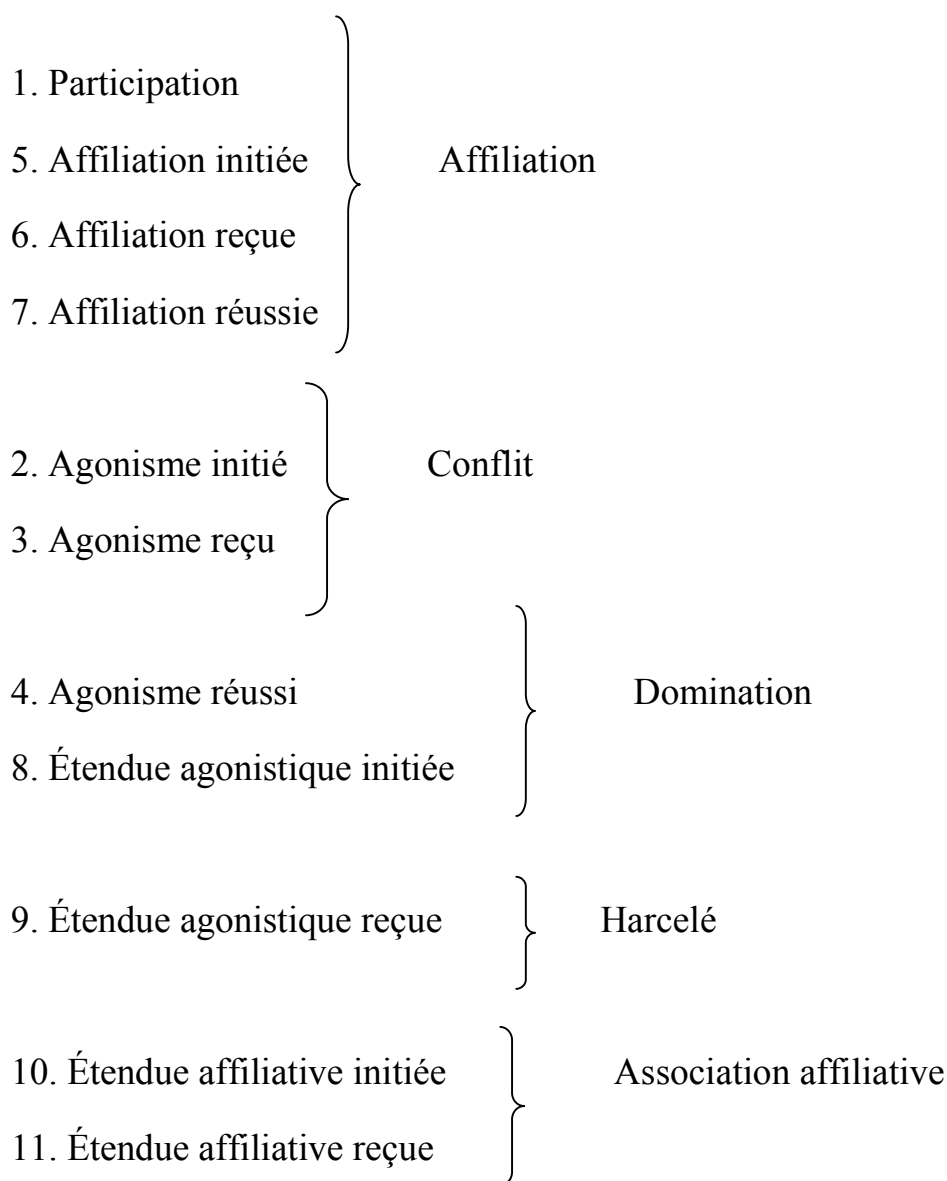 1. Participation
5. Affiliation initiée Affiliation
6. Affiliation reçue
7. Affiliation réussie
2. Agonisme initié Conflit
3. Agonisme reçu
4. Agonisme réussi Domination
8. Étendue agonistique initiée
9. Étendue agonistique reçue Harcelé
10. Étendue affiliative initiée Association affiliative
11. Étendue affiliative reçue